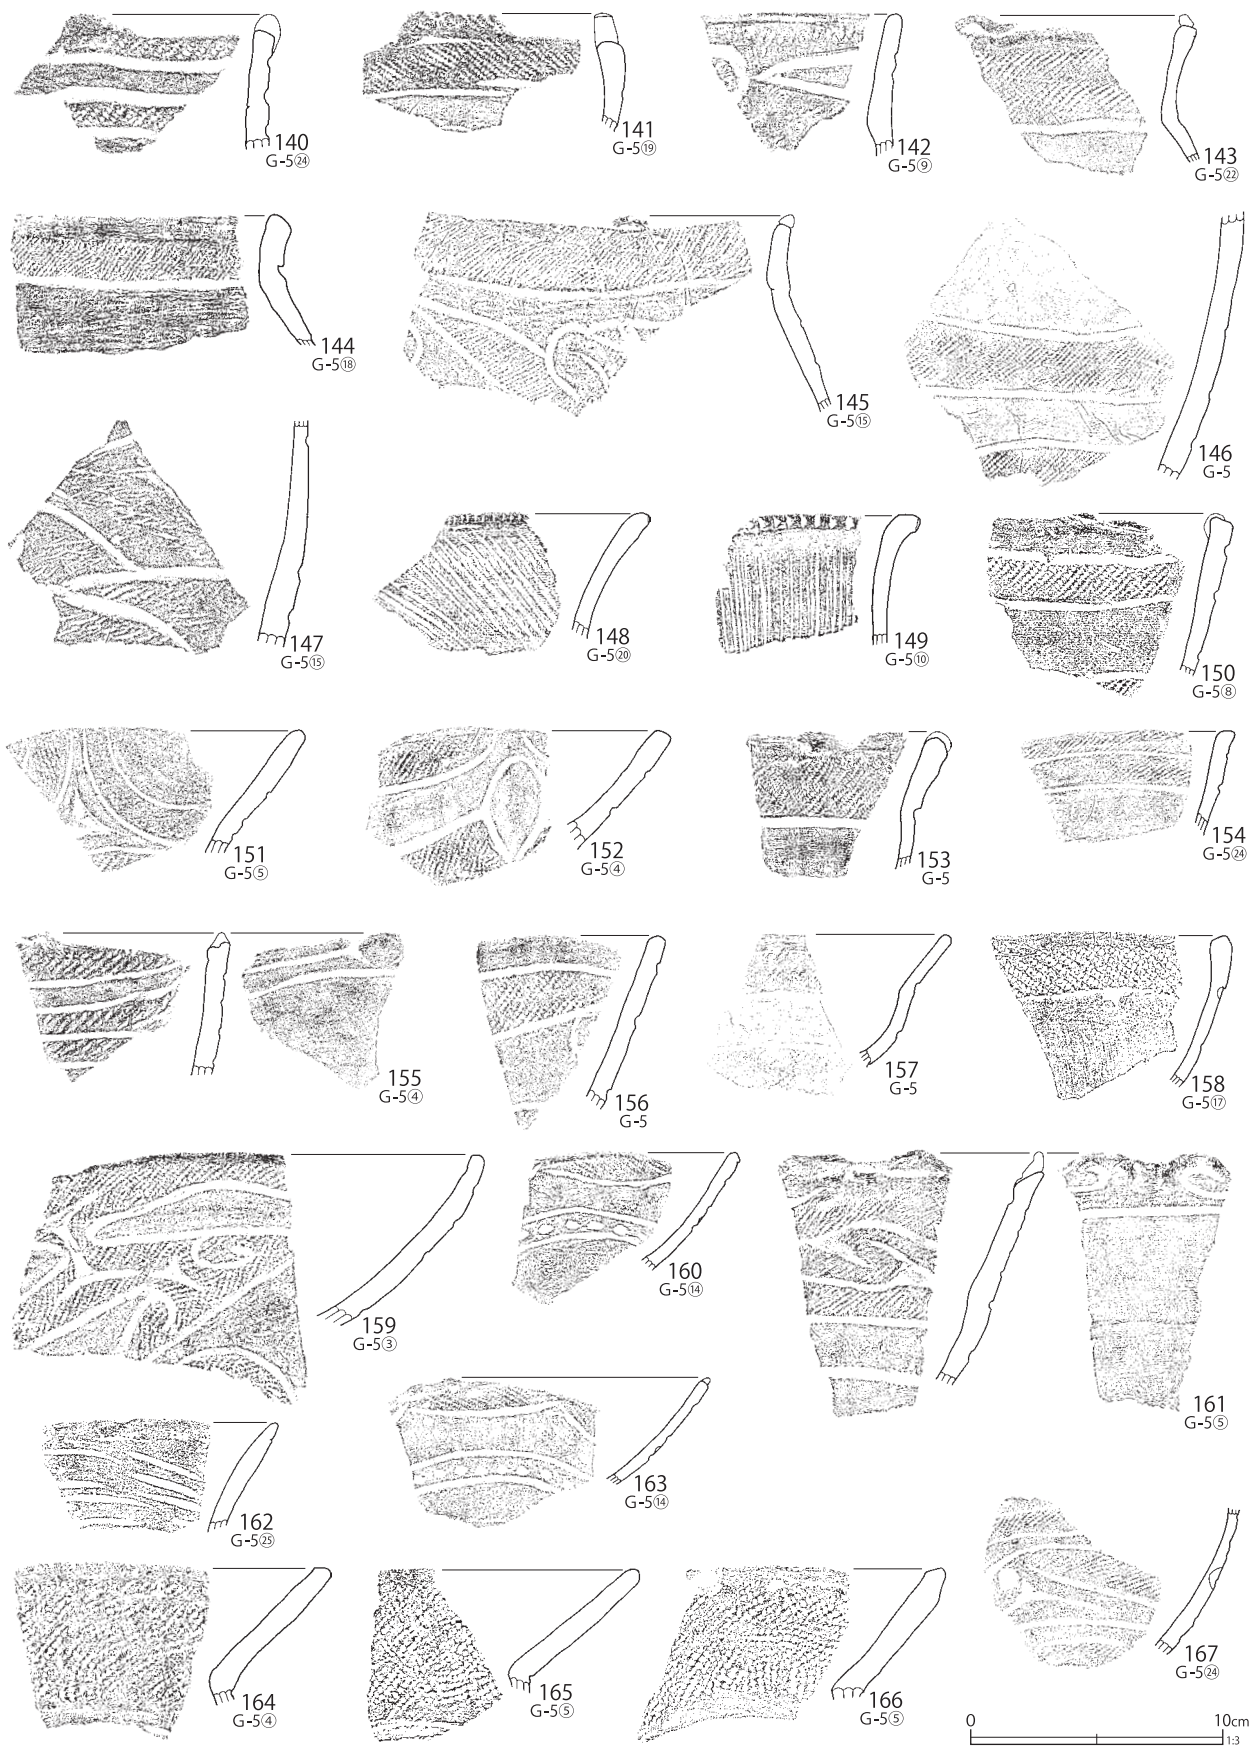 140
G-5㉔
141
G-5⑲
142
G-5⑨
143
G-5㉒
144
G-5⑱
145
G-5⑮
146
G-5
147
G-5⑮
148
G-5⑳
149
G-5⑩
150
G-5⑧
151
G-5⑤
152
G-5④
153
G-5
154
G-5㉔
155
G-5④
156
G-5
157
G-5
158
G-5⑰
159
G-5③
160
G-5⑭
161
G-5⑤
162
G-5㉕
163
G-5⑭
164
G-5④
165
G-5⑤
166
G-5⑤
167
G-5㉔
0 10cm
1:3